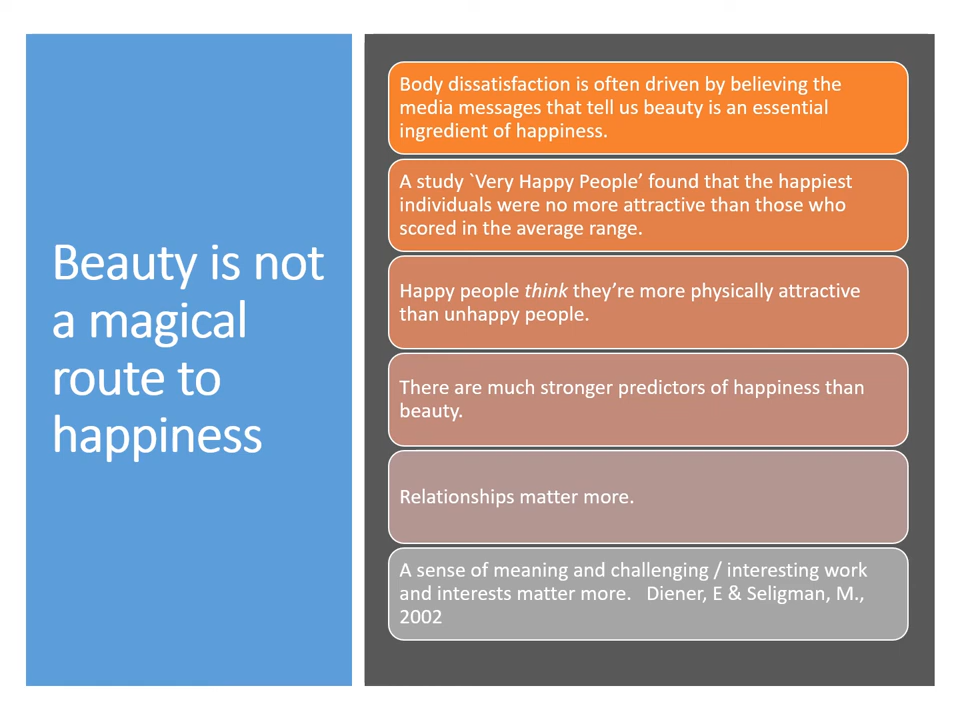 Beauty is not
a magical
route to
happiness
Body dissatisfaction is often driven by believing the
media messages that tell us beauty is an essential
ingredient of happiness.
A study `Very Happy People’ found that the happiest
individuals were no more attractive than those who
scored in the average range.
Happy people think they’re more physically attractive
than unhappy people.
There are much stronger predictors of happiness than
beauty.
Relationships matter more.
A sense of meaning and challenging / interesting work
and interests matter more.   Diener, E & Seligman, M.,
2002